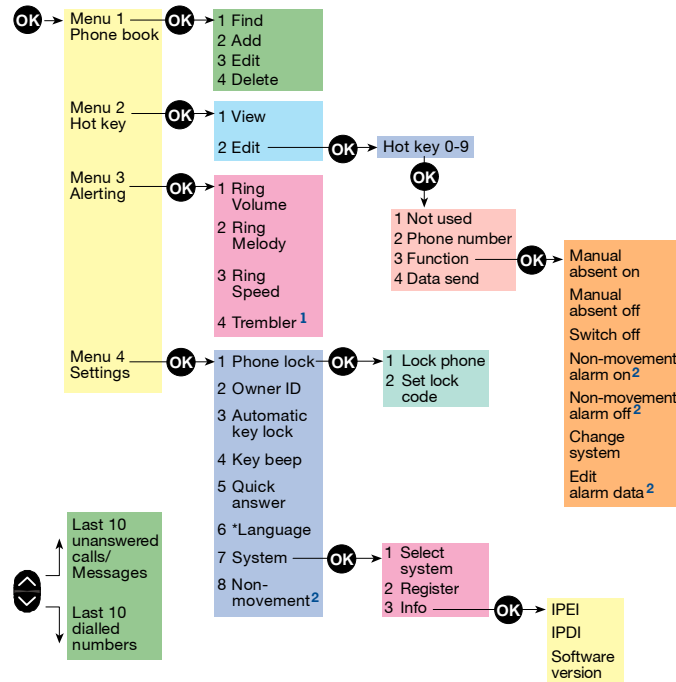 OK
Menu 1
Phone book
OK
1 Find
2 Add
3 Edit
4 Delete
Menu 2
Hot key
OK
1 View
2 Edit
OK
Hot key 0-9
OK
1 Not used
2 Phone number
3 Function
4 Data send
OK
Manual
absent on
Manual
absent off
Switch off
Non-movement
alarm on 2
Non-movement
alarm off 2
Change
system
Edit
alarm data 2
Menu 3
Alerting
OK
1 Ring
Volume
2 Ring
Melody
3 Ring
Speed
4 Trembler 1
Menu 4
Settings
OK
1 Phone lock
2 Owner ID
3 Automatic
key lock
4 Key beep
5 Quick
answer
6 *Language
7 System
8 Non-
movement 2
OK
1 Lock phone
2 Set lock
code
OK
1 Select
system
2 Register
3 Info
OK
IPEI
IPDI
Software
version
Last 10
unanswered
calls/
Messages
Last 10
dialled
numbers